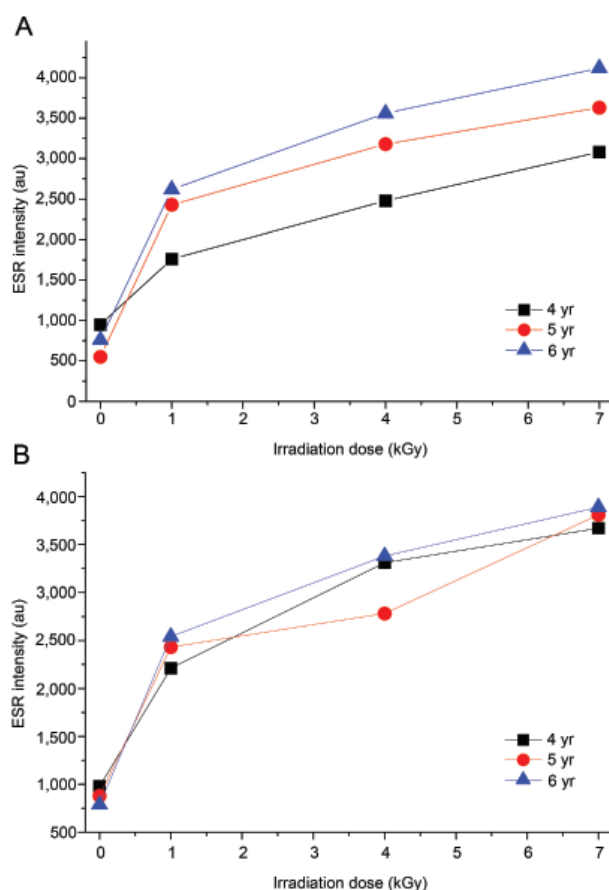 A
4,000
3,500
3,000
2,500
2,000
1,500
1,000
500
0
ESR intensity (au)
4 yr
5 yr
6 yr
0 1 2 3 4 5 6 7
Irradiation dose (kGy)
B
4,000
3,500
3,000
2,500
2,000
1,500
1,000
500
ESR intensity (au)
4 yr
5 yr
6 yr
0 1 2 3 4 5 6 7
Irradiation dose (kGy)